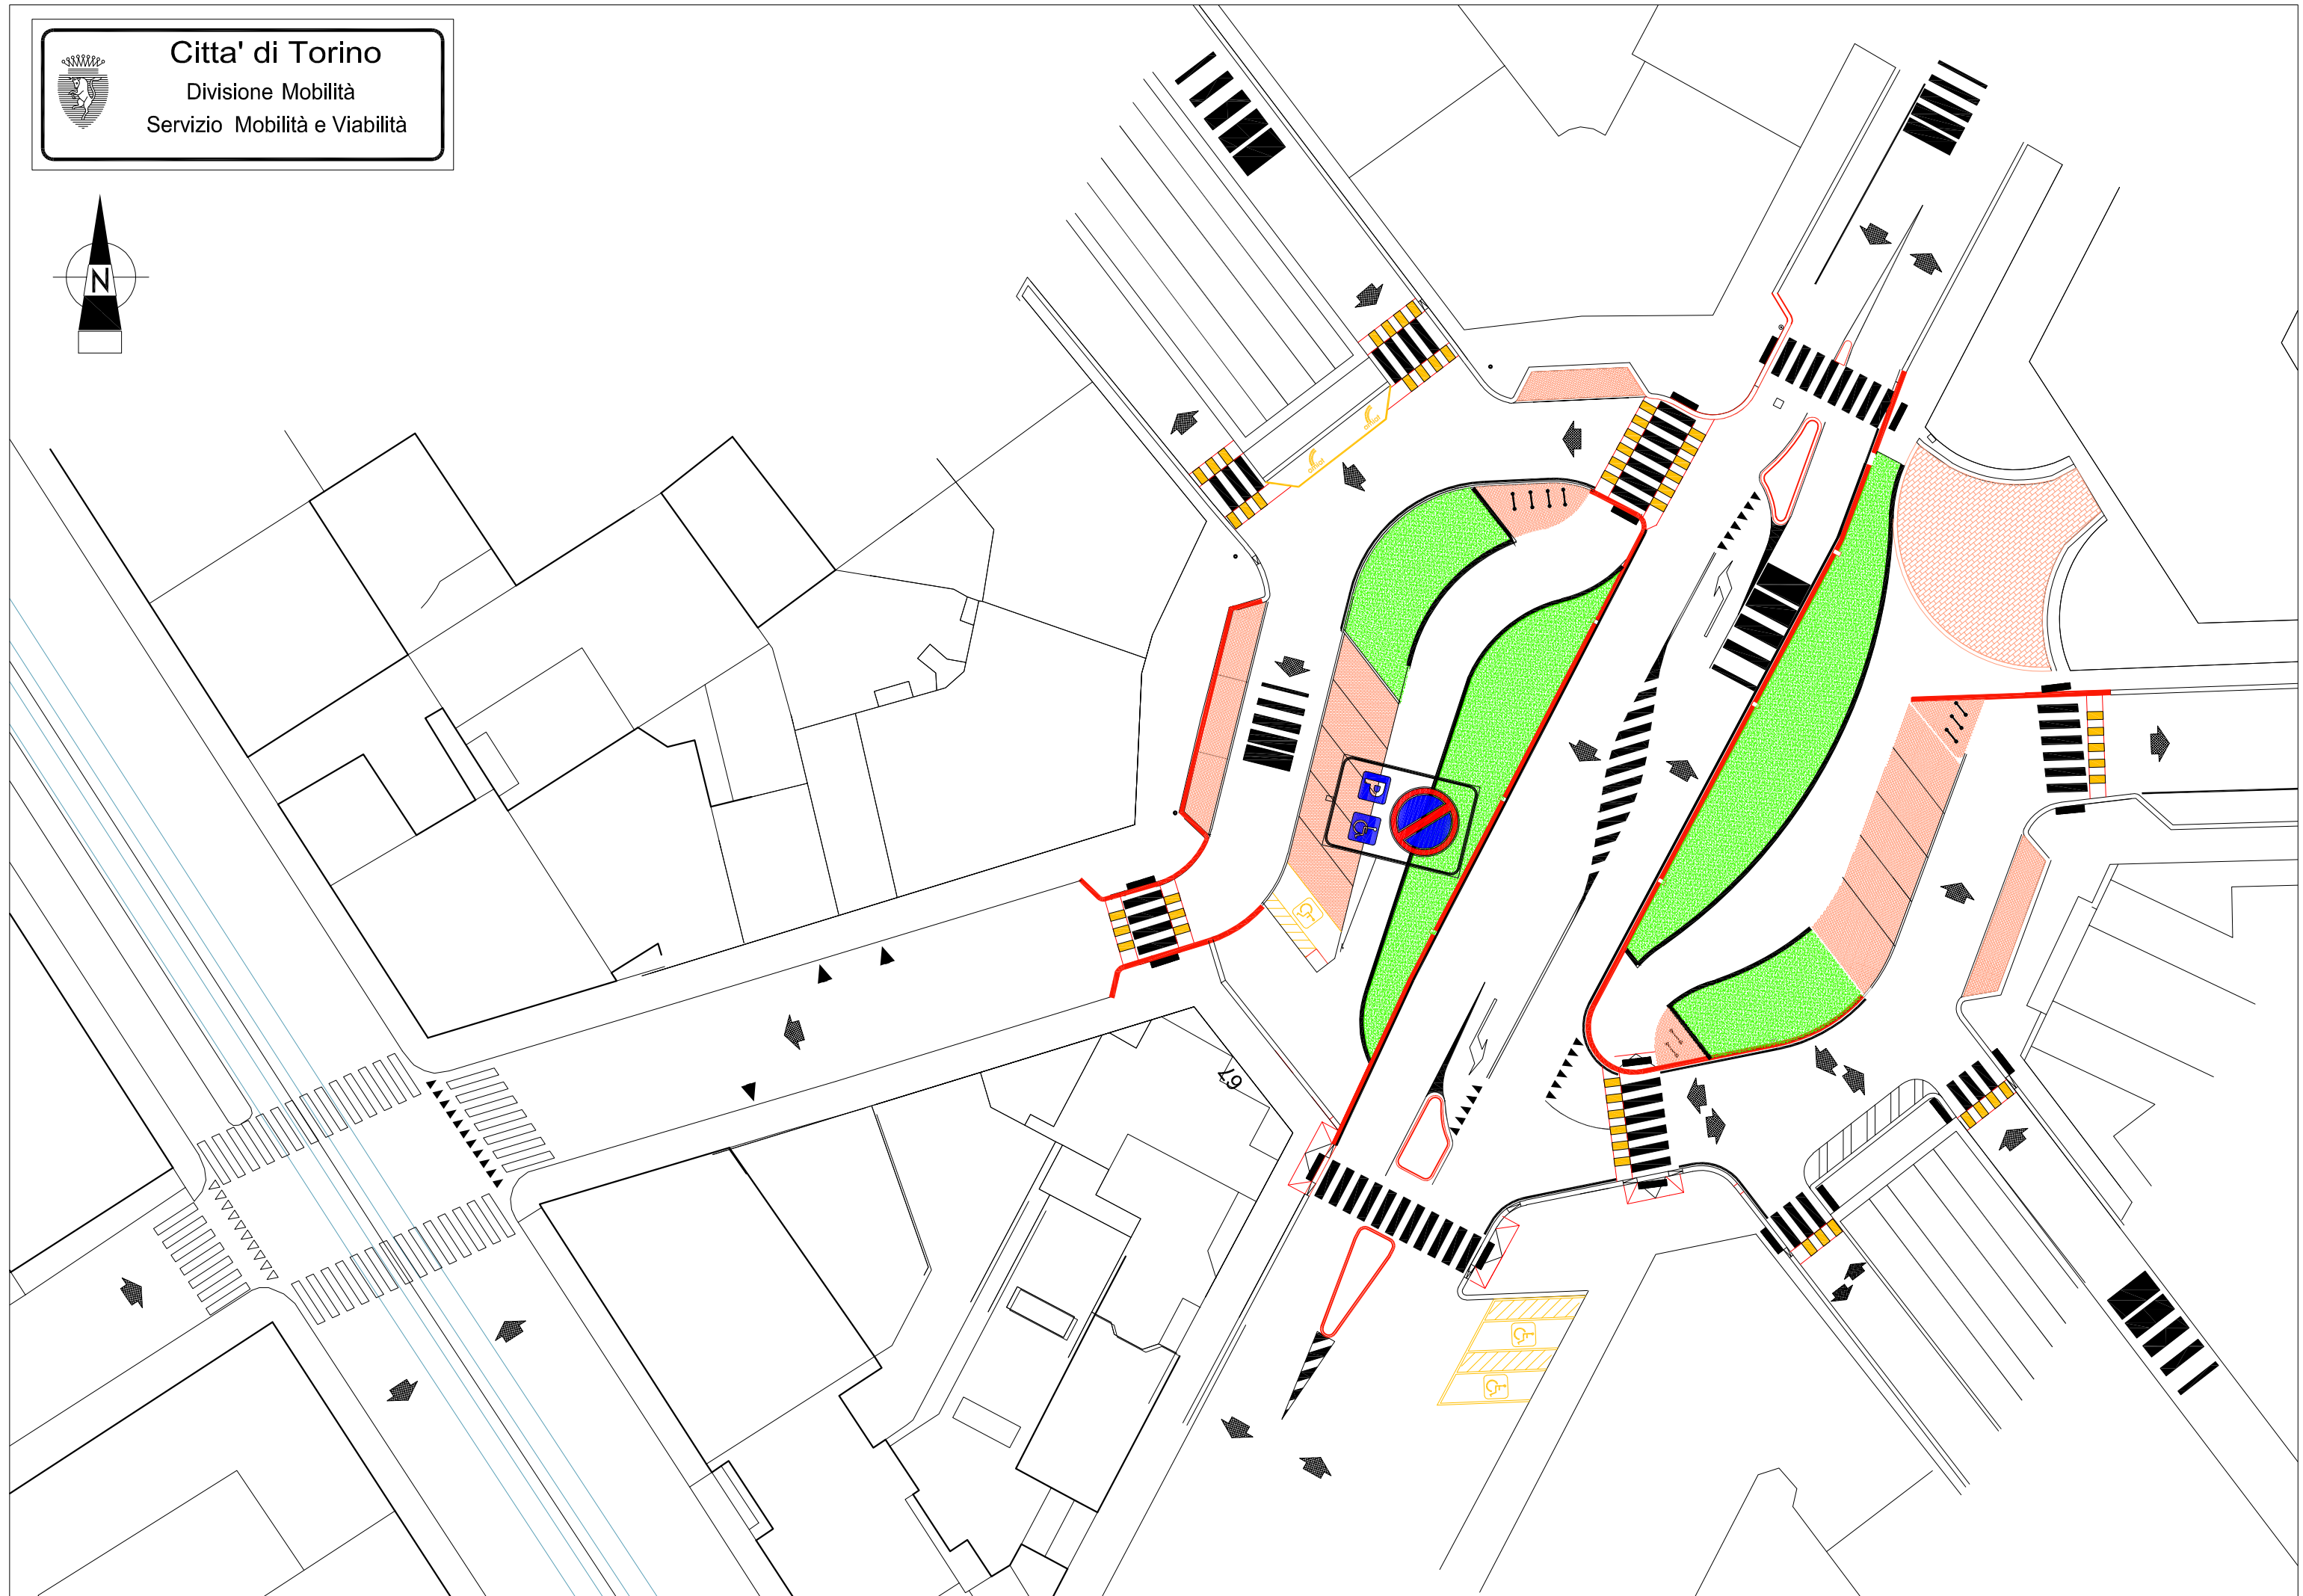 Citta' di Torino
Divisione Mobilità
Servizio Mobilità e Viabilità
N
P
67